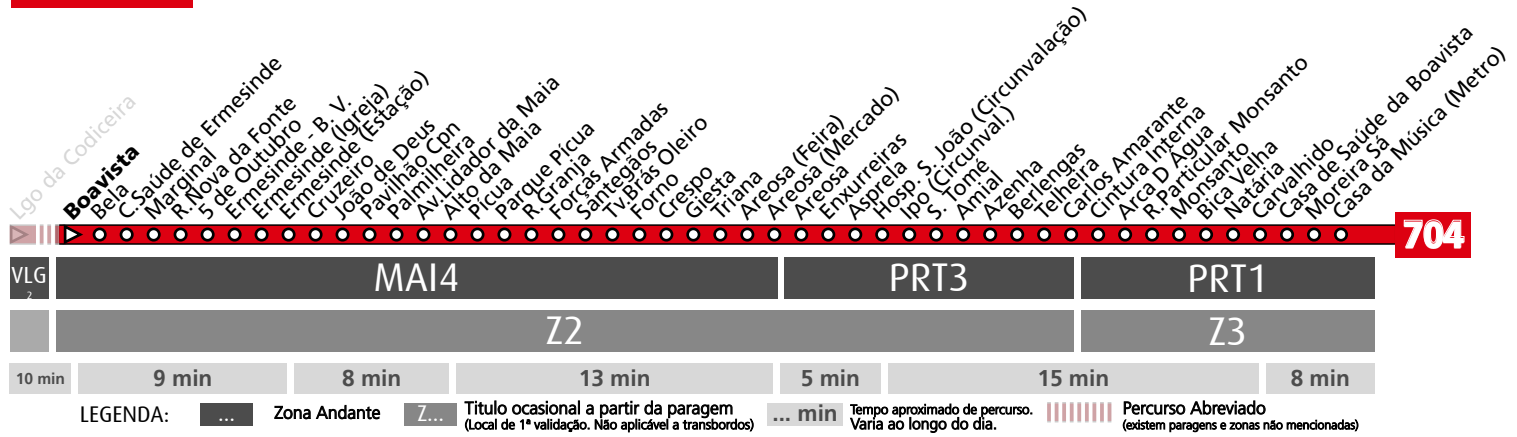 Lgo da Codiceira
Boavista
Bela
C.Saúde de Ermesinde
Marginal
R.Nova da Fonte
5 de Outubro
Ermesinde - B. V.
Ermesinde (Igreja)
Ermesinde (Estação)
Cruzeiro
João de Deus
Pavilhão Cpn
Palmilheira
Av.Lidador da Maia
Alto da Maia
Pícua
Parque Pícua
R.Granja
Forças Armadas
Santegãos
Tv.Brás Oleiro
Forno
Crespo
Giesta
Triana
Areosa (Feira)
Areosa (Mercado)
Areosa
Enxurreiras
Asprela
Hosp. S. João (Circunvalação)
Ipo (Circunval.)
S. Tomé
Amial
Azenha
Berlengas
Telheira
Carlos Amarante
Cintura Interna
Arca D´Água
R.Particular Monsanto
Monsanto
Bica Velha
Natária
Carvalhido
Casa de Saúde da Boavista
Moreira Sá
Casa da Música (Metro)
704
VLG
2
MAI4
PRT3
PRT1
Z2
Z3
10 min
9 min
8 min
13 min
5 min
15 min
8 min
LEGENDA:
...
Zona Andante
Z...
Titulo ocasional a partir da paragem
(Local de 1ª validação. Não aplicável a transbordos)
... min
Tempo aproximado de percurso.
Varia ao longo do dia.
Percurso Abreviado
(existem paragens e zonas não mencionadas)